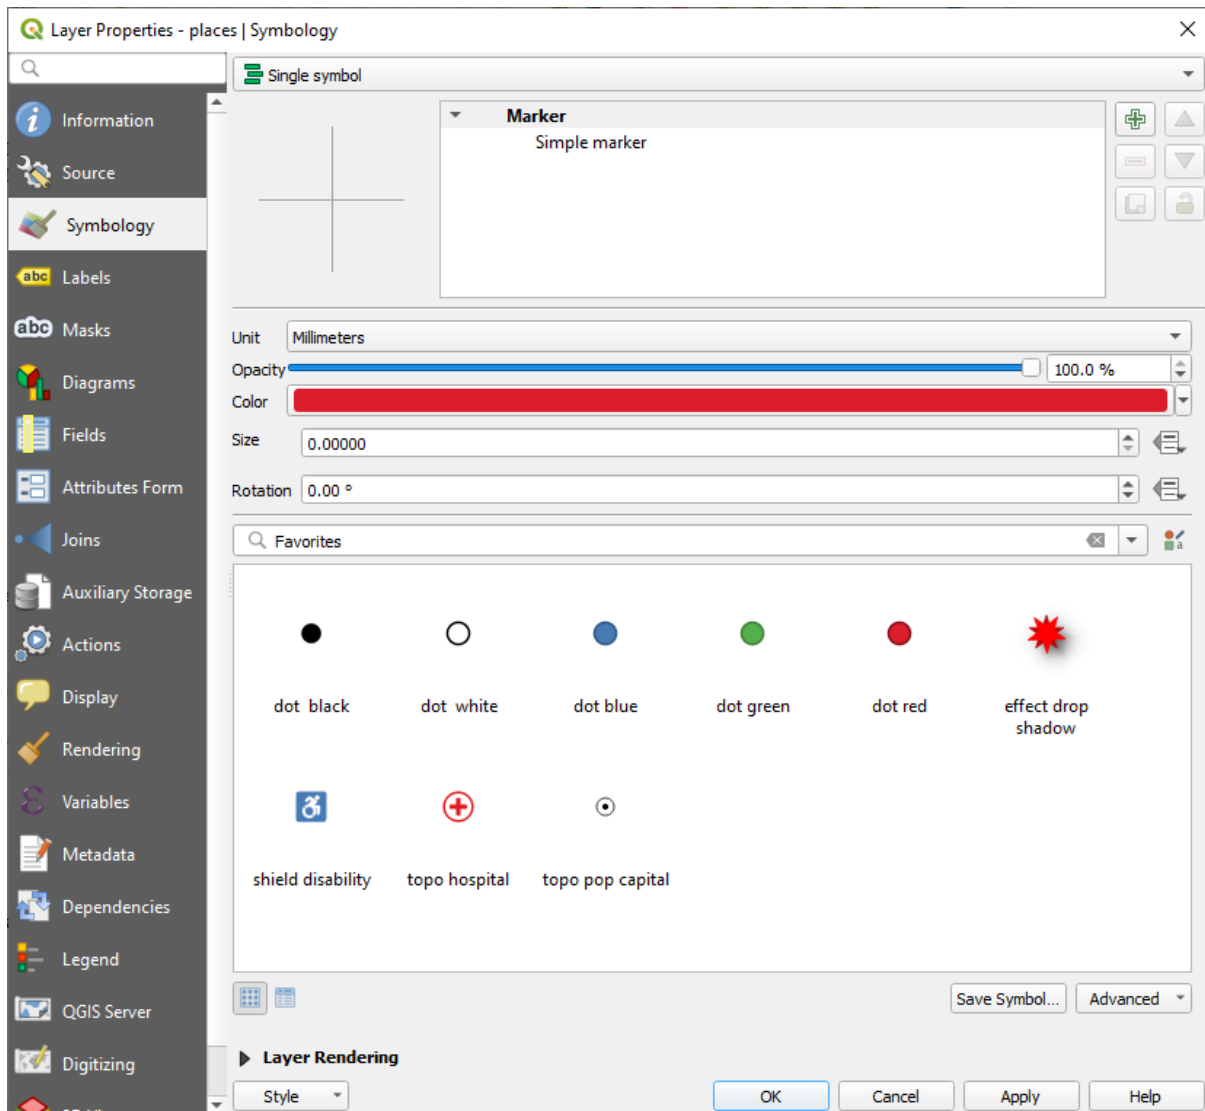 Layer Properties - places | Symbology
Single symbol
Information
Source
Symbology
Labels
Masks
Diagrams
Fields
Attributes Form
Joins
Auxiliary Storage
Actions
Display
Rendering
Variables
Metadata
Dependencies
Legend
QGIS Server
Digitizing
Marker
Simple marker
Unit Millimeters
Opacity 100.0 %
Color
Size 0.00000
Rotation 0.00 °
Favorites
dot black dot white dot blue dot green dot red effect drop
shadow
shield disability topo hospital topo pop capital
Save Symbol... Advanced
Layer Rendering
Style OK Cancel Apply Help